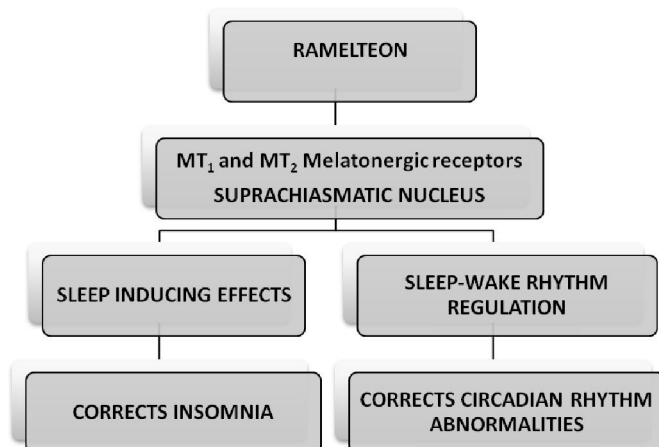 RAMELTEON
MT₁ and MT₂ Melatonergic receptors
SUPRACHIASMATIC NUCLEUS
SLEEP INDUCING EFFECTS
SLEEP-WAKE RHYTHM
REGULATION
CORRECTS INSOMNIA
CORRECTS CIRCADIAN RHYTHM
ABNORMALITIES